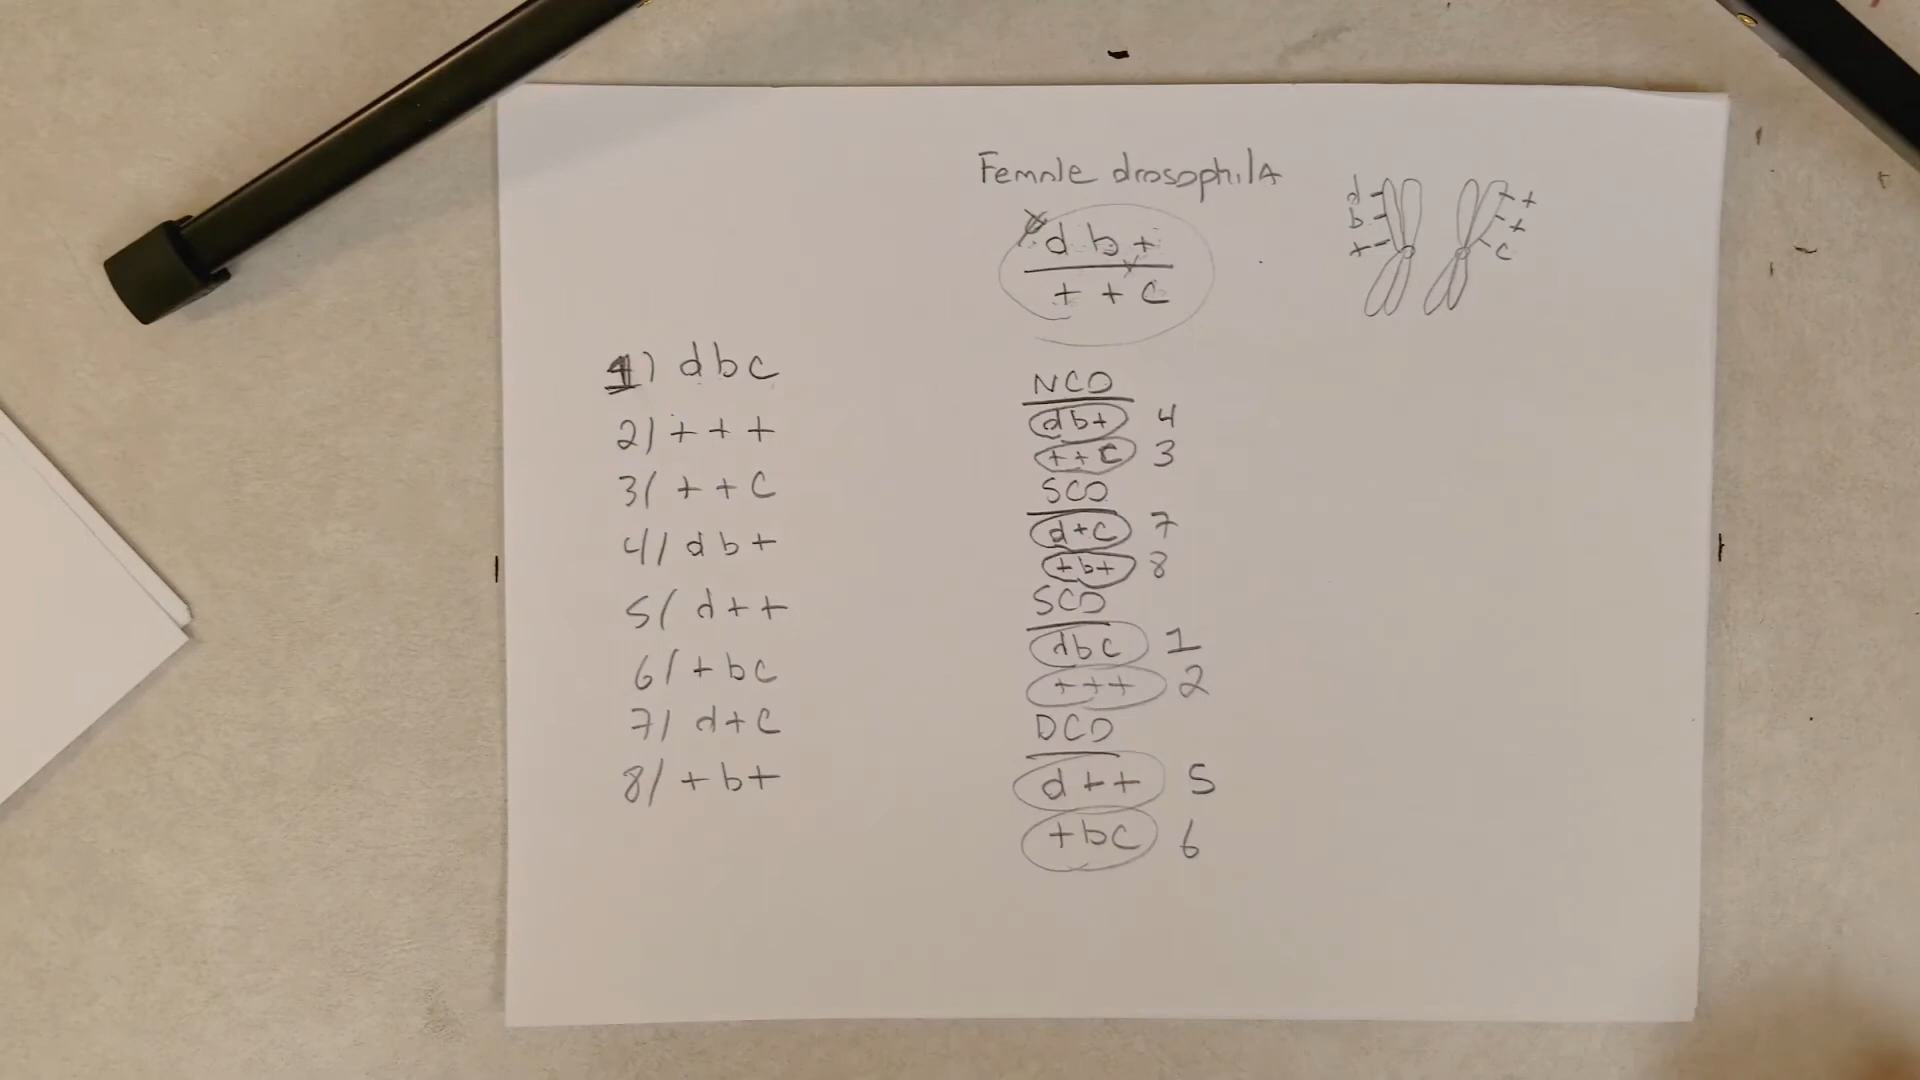 Female drosophila
d b +
+ + c
d
b
+
+
+
c
1) d b c
2) + + +
3) + + c
4) d b +
5) d + +
6) + b c
7) d + c
8) + b +
NCO
d b + 4
+ + c 3
SCO
d + c 7
+ b + 8
SCO
d b c 1
+ + + 2
DCO
d + + 5
+ b c 6